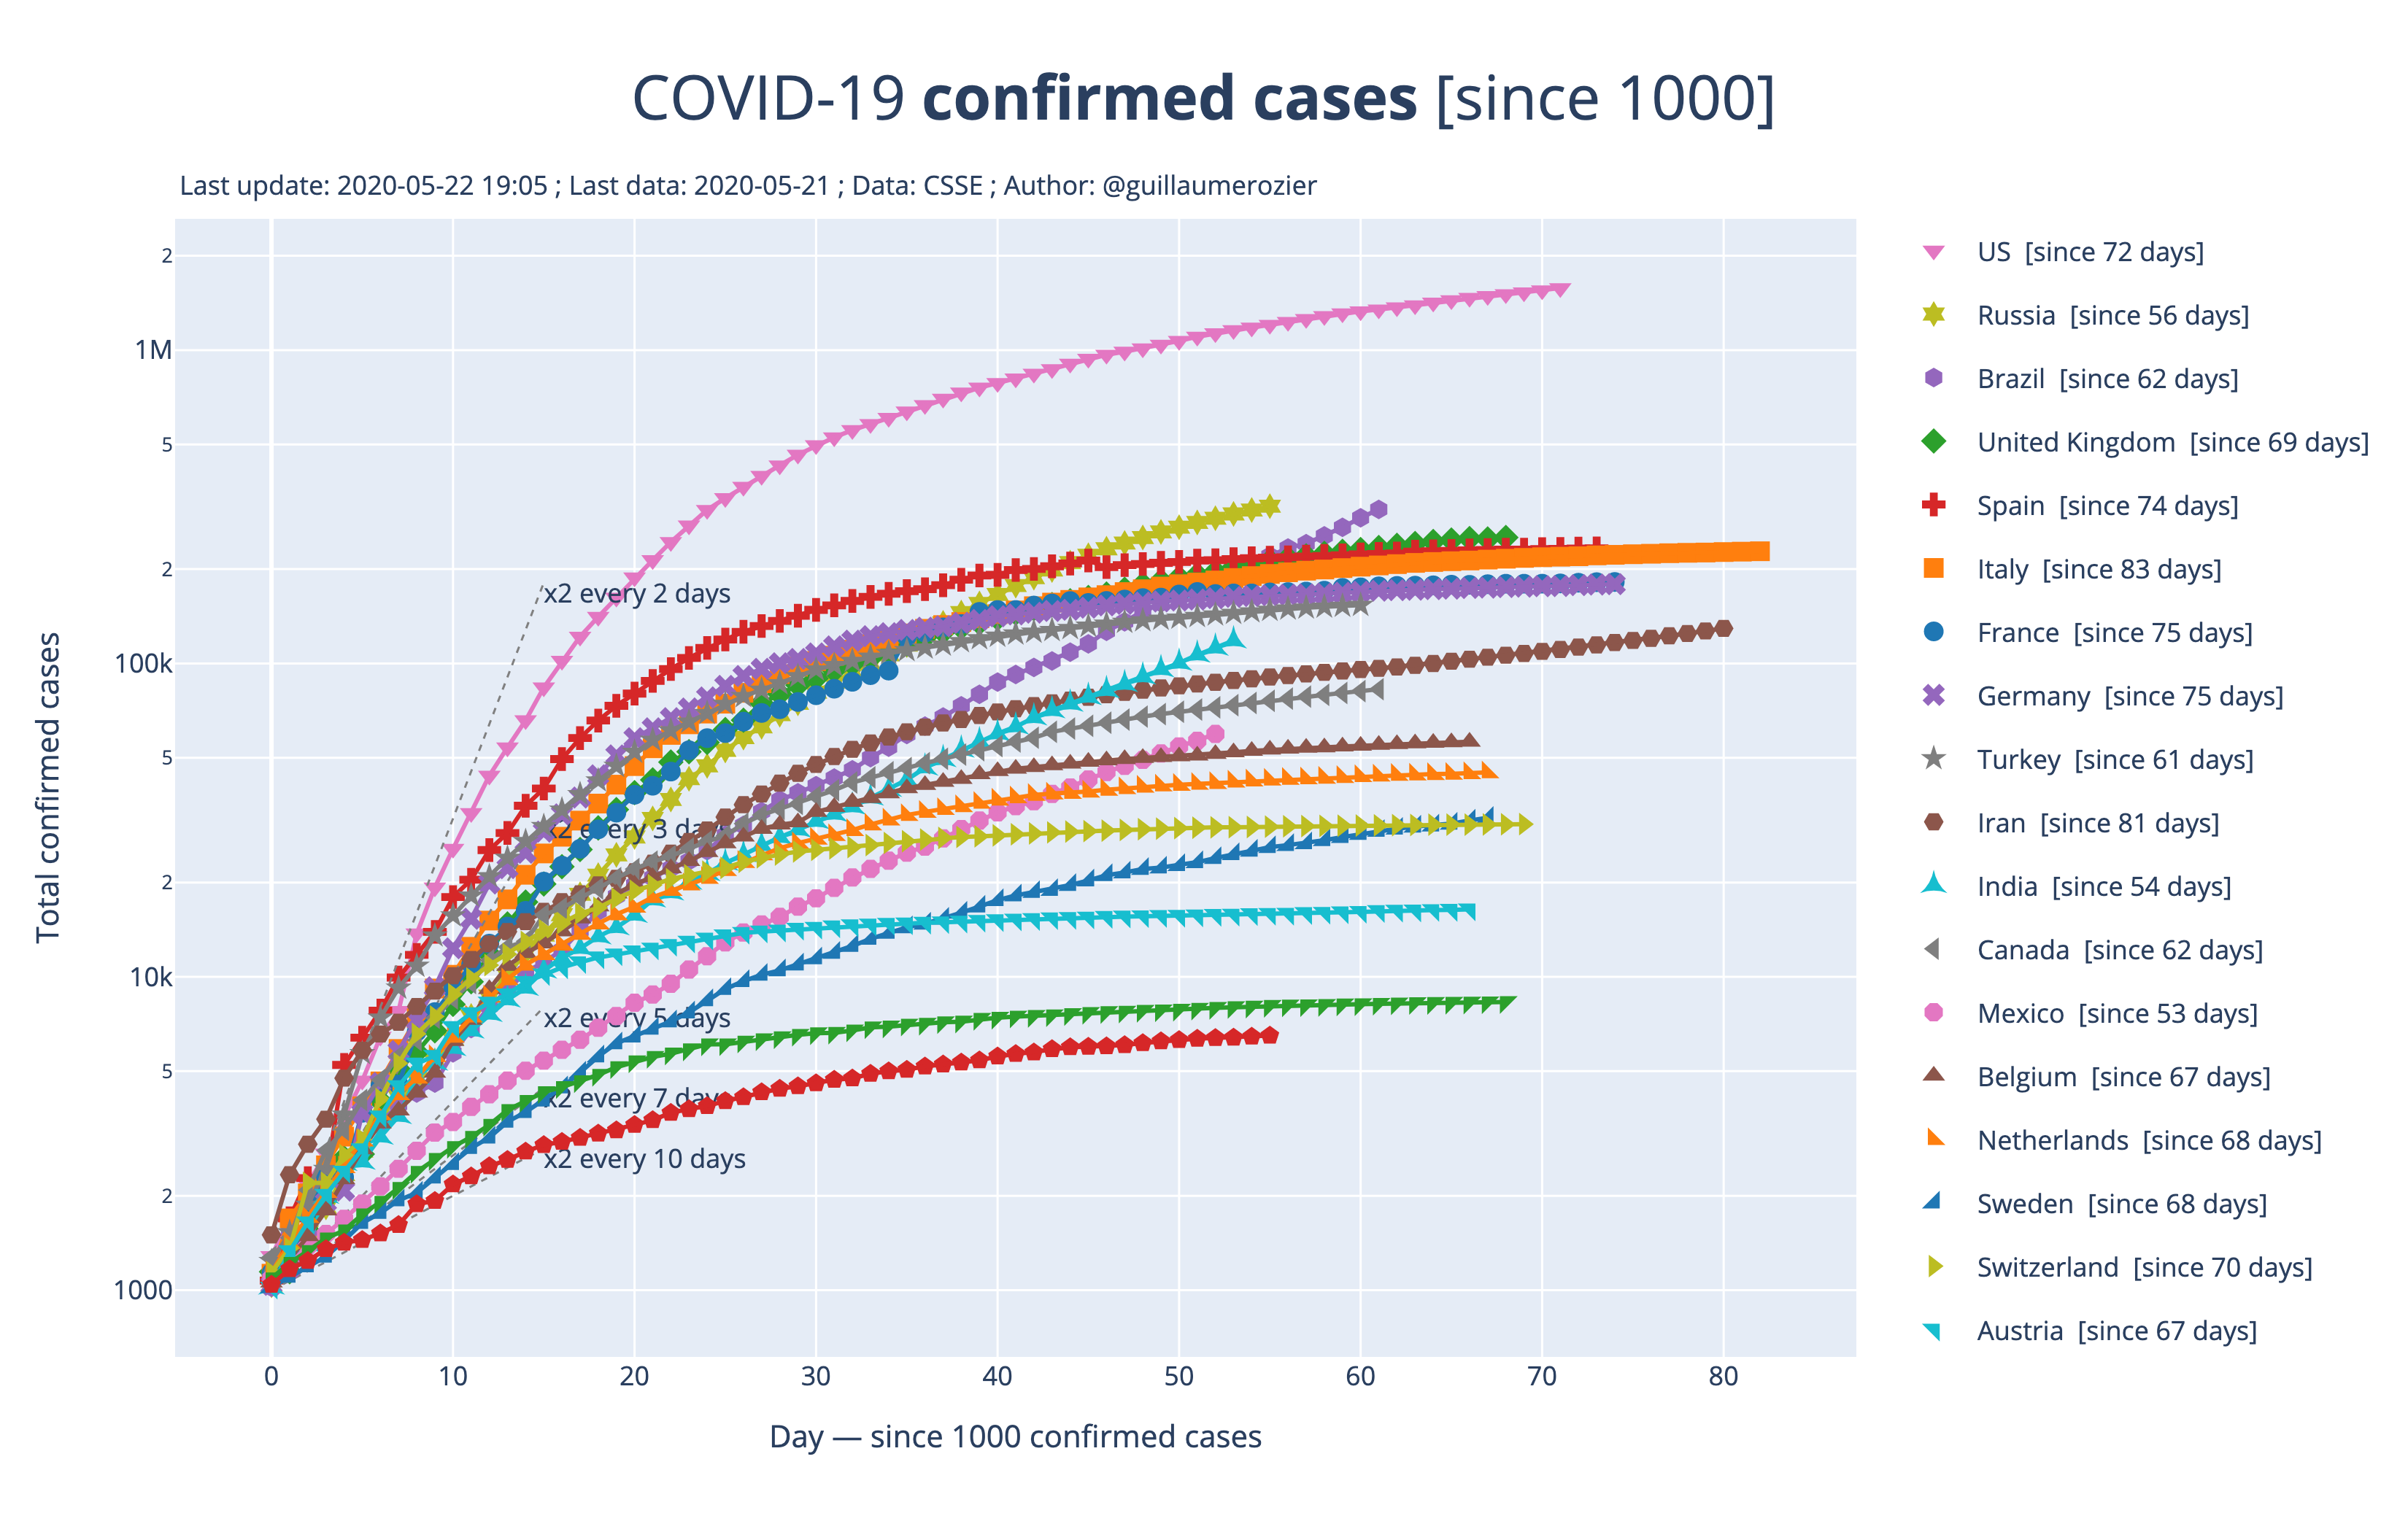 COVID-19 confirmed cases [since 1000]
Last update: 2020-05-22 19:05 ; Last data: 2020-05-21 ; Data: CSSE ; Author: @guillaumerozier
2
1M
5
2
100k
5
2
10k
5
2
1000
Total confirmed cases
x2 every 2 days
x2 every 3 days
x2 every 5 days
x2 every 7 days
x2 every 10 days
0 10 20 30 40 50 60 70 80
Day — since 1000 confirmed cases
US [since 72 days]
Russia [since 56 days]
Brazil [since 62 days]
United Kingdom [since 69 days]
Spain [since 74 days]
Italy [since 83 days]
France [since 75 days]
Germany [since 75 days]
Turkey [since 61 days]
Iran [since 81 days]
India [since 54 days]
Canada [since 62 days]
Mexico [since 53 days]
Belgium [since 67 days]
Netherlands [since 68 days]
Sweden [since 68 days]
Switzerland [since 70 days]
Austria [since 67 days]